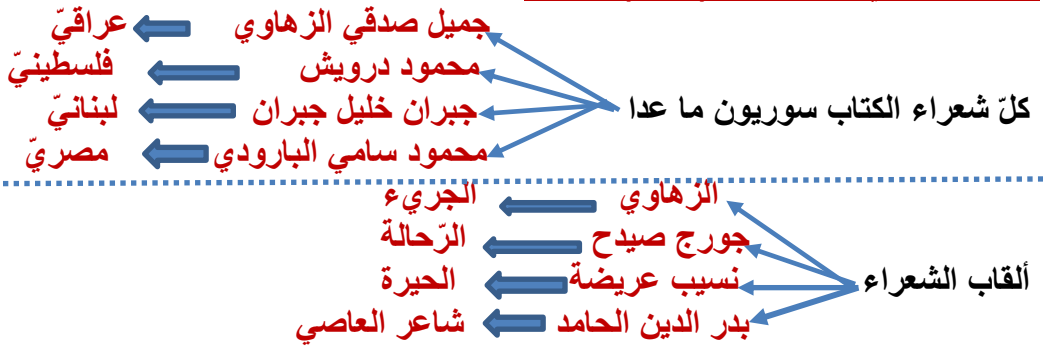 جميل صدقي الزهاوي عراقيّ
محمود درويش فلسطينيّ
كلّ شعراء الكتاب سوريون ما عدا جبران خليل جبران لبنانيّ
محمود سامي البارودي مصريّ
الزهاوي الجريء
جورج صيدح الرّحالة
ألقاب الشعراء نسيب عريضة الحيرة
بدر الدين الحامد شاعر العاصي